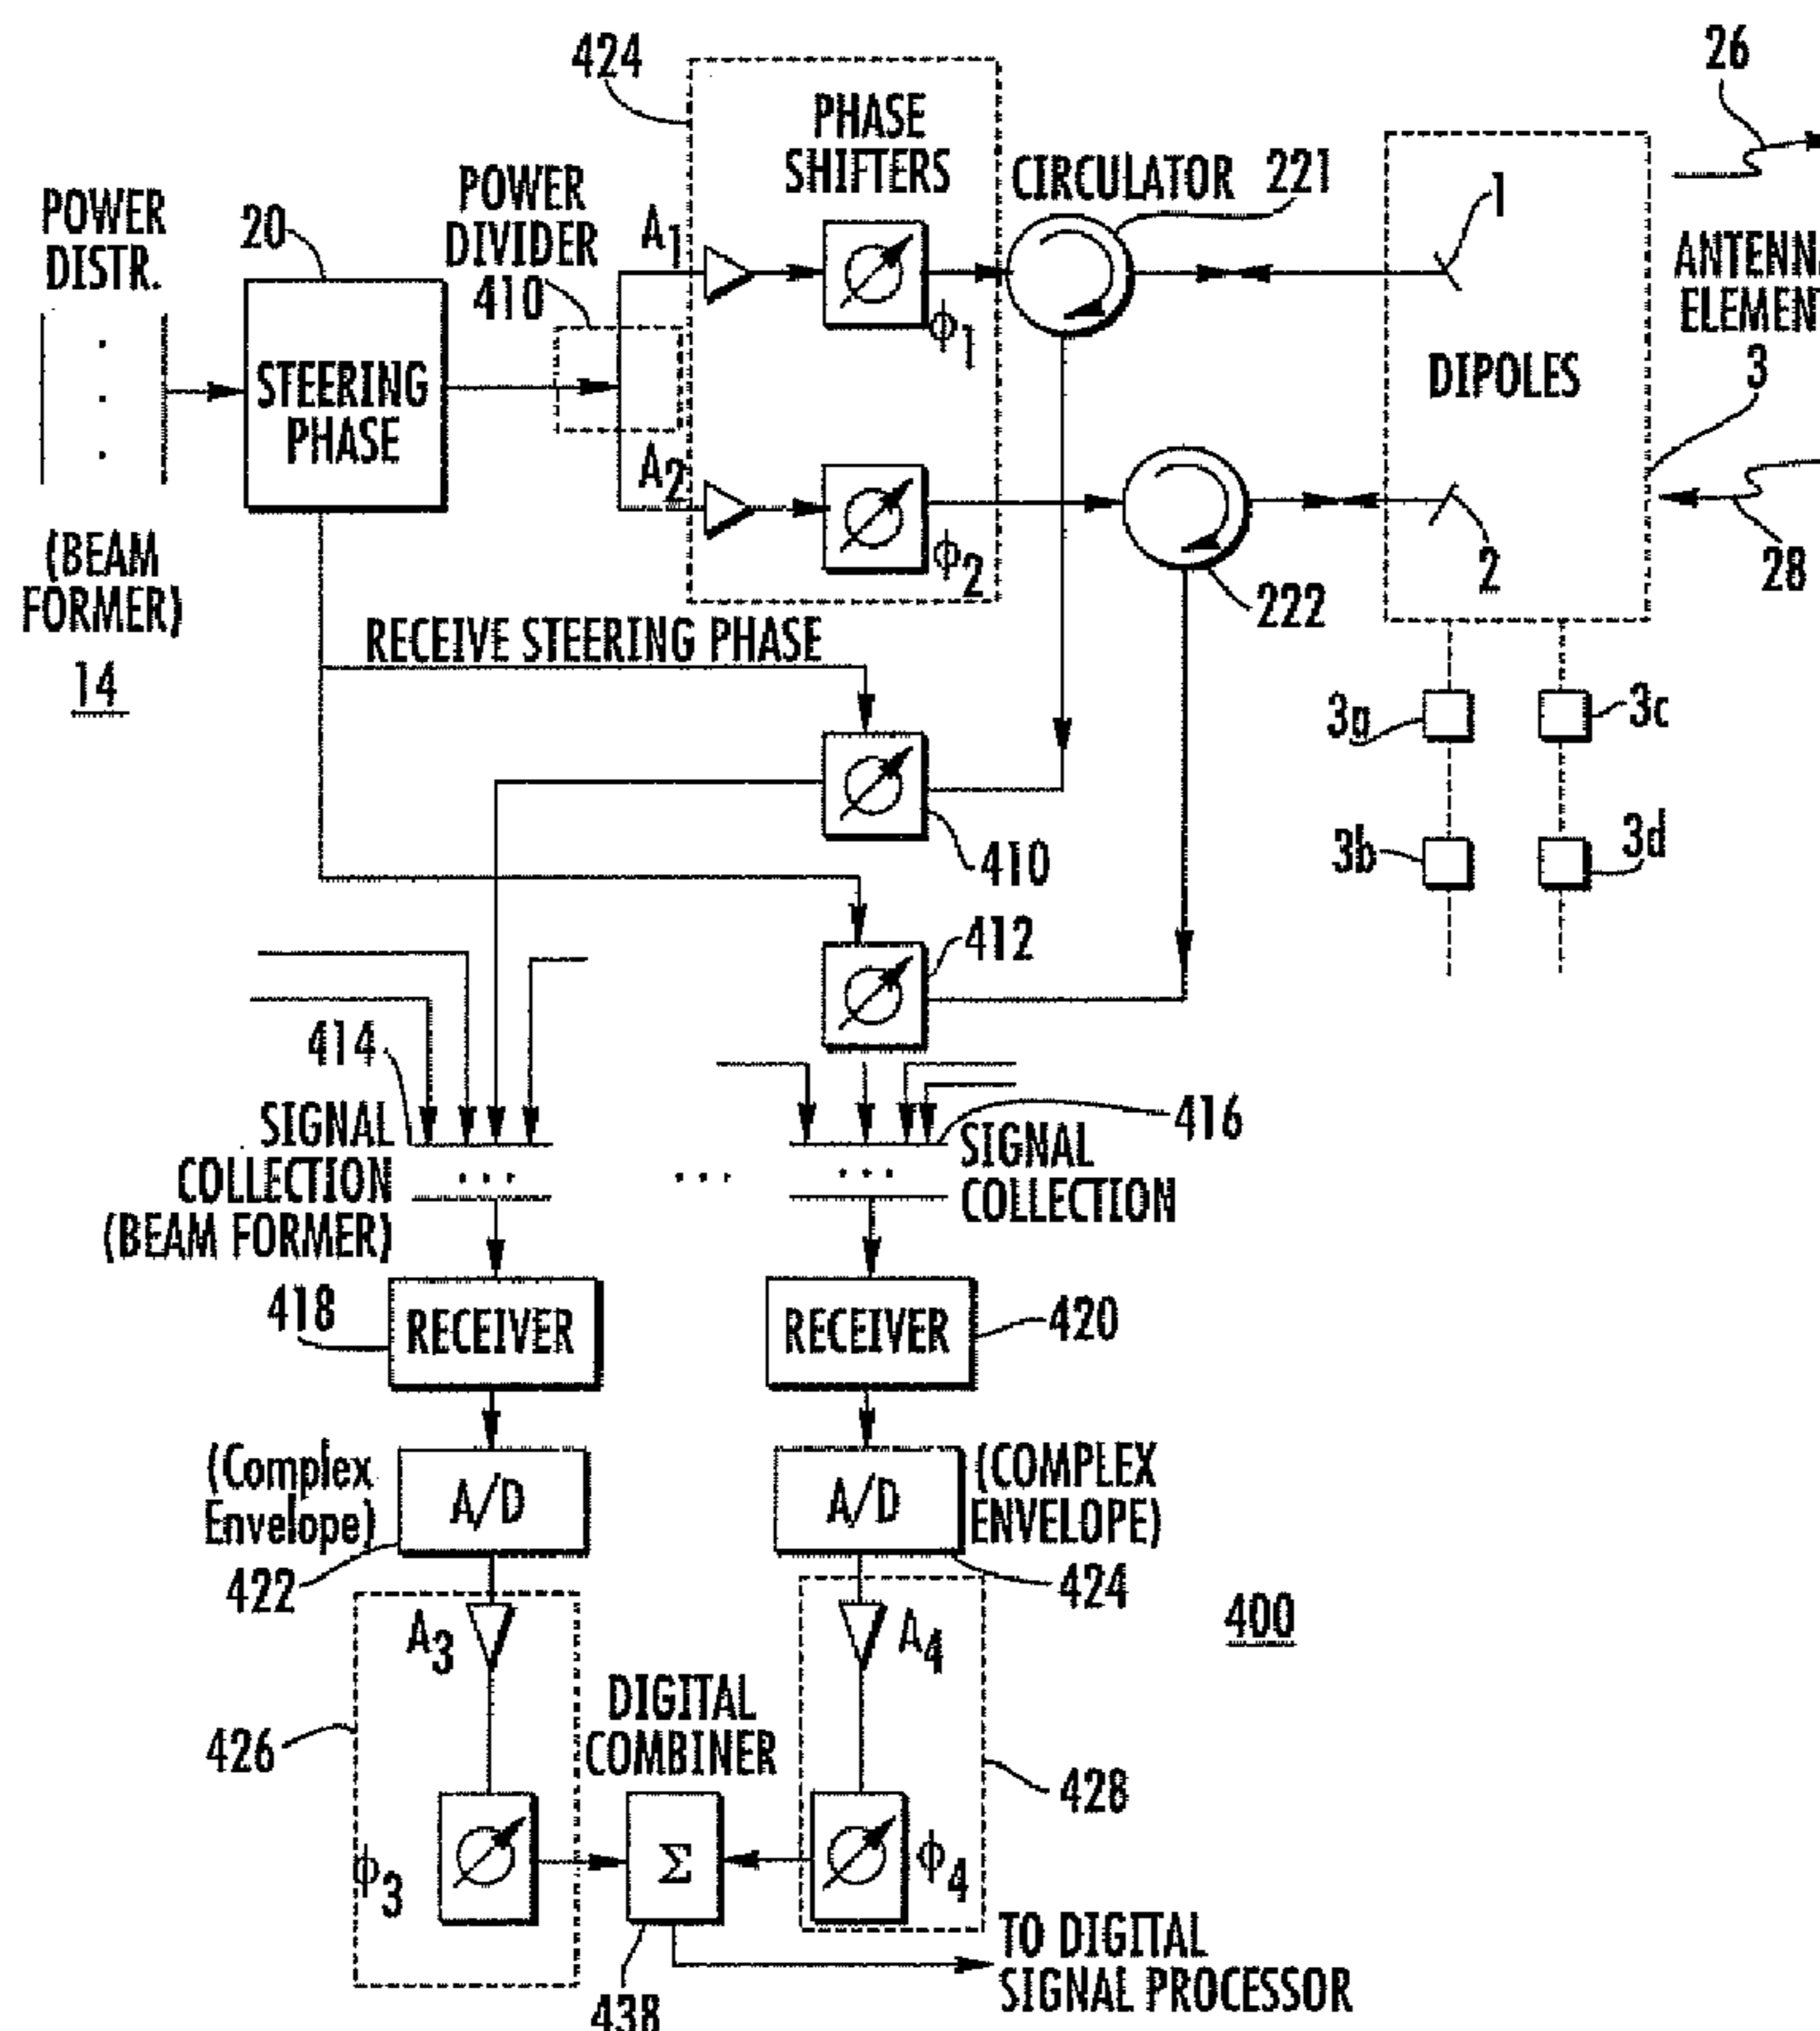 424
26
PHASE
SHIFTERS
CIRCULATOR 221
POWER
DIVIDER
410
POWER
DISTR.
20
A1
1
ANTENNA
ELEMENT
3
ϕ1
STEERING
PHASE
DIPOLES
A2
ϕ2
2
28
222
(BEAM
FORMER)
14
RECEIVE STEERING PHASE
3a
3c
410
3b
3d
412
414
416
SIGNAL
COLLECTION
(BEAM FORMER)
. . .
. . .
. . .
SIGNAL
COLLECTION
418
RECEIVER
RECEIVER
420
(Complex
Envelope)
A/D
A/D
(COMPLEX
ENVELOPE)
422
424
400
A3
A4
DIGITAL
COMBINER
426
428
ϕ3
Σ
ϕ4
438
TO DIGITAL
SIGNAL PROCESSOR